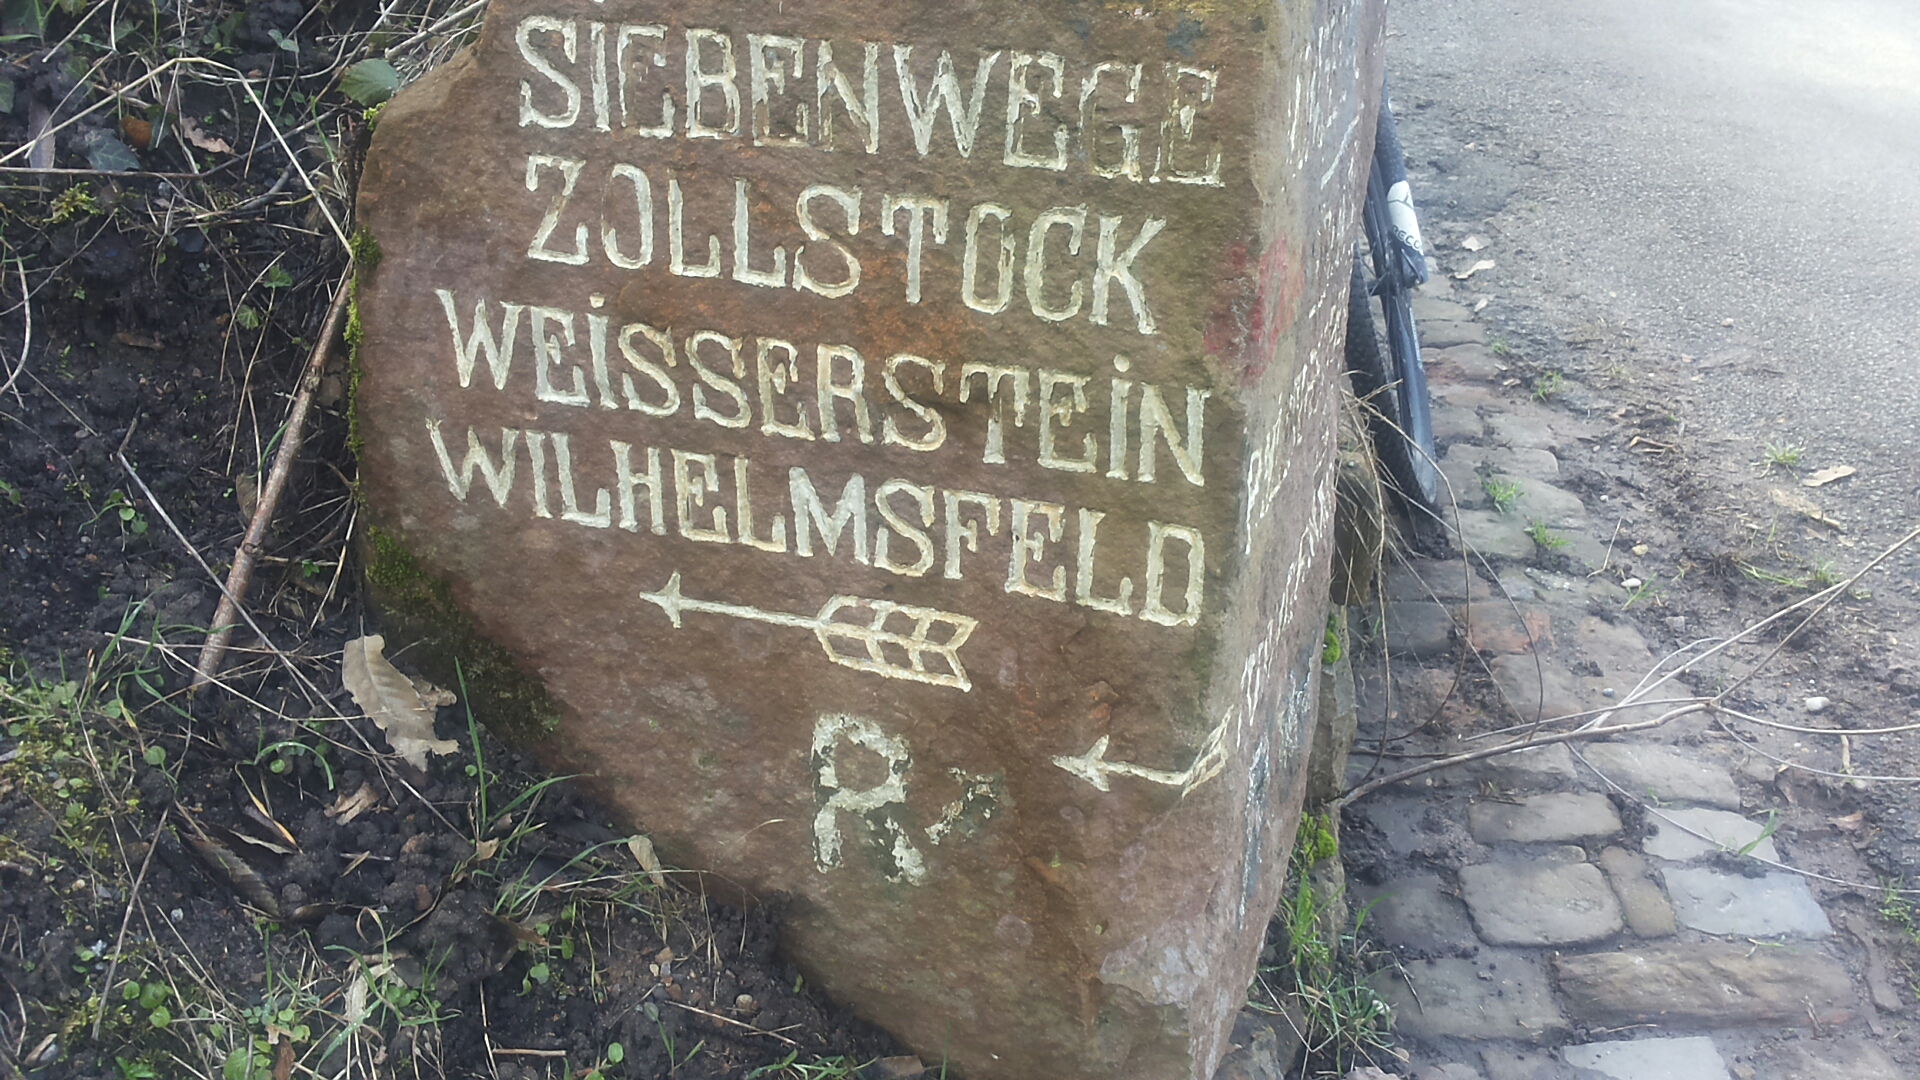 SIEBENWEGE
ZOLLSTOCK
WEISSERSTEIN
WILHELMSFELD
R